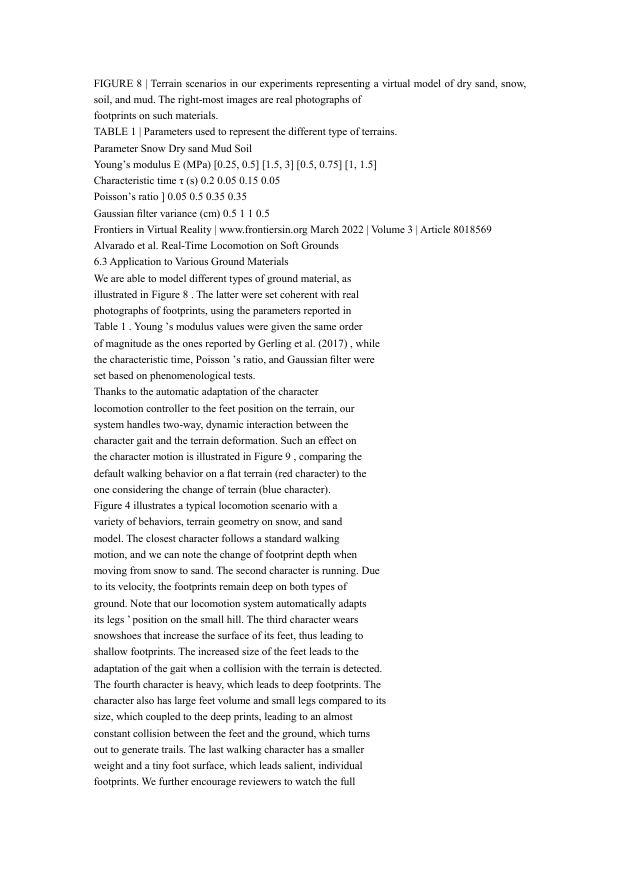 FIGURE 8 | Terrain scenarios in our experiments representing a virtual model of dry sand, snow,
soil, and mud. The right-most images are real photographs of
footprints on such materials.
TABLE 1 | Parameters used to represent the different type of terrains.
Parameter Snow Dry sand Mud Soil
Young's modulus E (MPa) [0.25, 0.5] [1.5, 3] [0.5, 0.75] [1, 1.5]
Characteristic time τ (s) 0.2 0.05 0.15 0.05
Poisson's ratio ] 0.05 0.5 0.35 0.35
Gaussian filter variance (cm) 0.5 1 1 0.5
Frontiers in Virtual Reality | www.frontiersin.org March 2022 | Volume 3 | Article 8018569
Alvarado et al. Real-Time Locomotion on Soft Grounds
6.3 Application to Various Ground Materials
We are able to model different types of ground material, as
illustrated in Figure 8 . The latter were set coherent with real
photographs of footprints, using the parameters reported in
Table 1 . Young 's modulus values were given the same order
of magnitude as the ones reported by Gerling et al. (2017) , while
the characteristic time, Poisson 's ratio, and Gaussian filter were
set based on phenomenological tests.
Thanks to the automatic adaptation of the character
locomotion controller to the feet position on the terrain, our
system handles two-way, dynamic interaction between the
character gait and the terrain deformation. Such an effect on
the character motion is illustrated in Figure 9 , comparing the
default walking behavior on a flat terrain (red character) to the
one considering the change of terrain (blue character).
Figure 4 illustrates a typical locomotion scenario with a
variety of behaviors, terrain geometry on snow, and sand
model. The closest character follows a standard walking
motion, and we can note the change of footprint depth when
moving from snow to sand. The second character is running. Due
to its velocity, the footprints remain deep on both types of
ground. Note that our locomotion system automatically adapts
its legs ' position on the small hill. The third character wears
snowshoes that increase the surface of its feet, thus leading to
shallow footprints. The increased size of the feet leads to the
adaptation of the gait when a collision with the terrain is detected.
The fourth character is heavy, which leads to deep footprints. The
character also has large feet volume and small legs compared to its
size, which coupled to the deep prints, leading to an almost
constant collision between the feet and the ground, which turns
out to generate trails. The last walking character has a smaller
weight and a tiny foot surface, which leads salient, individual
footprints. We further encourage reviewers to watch the full